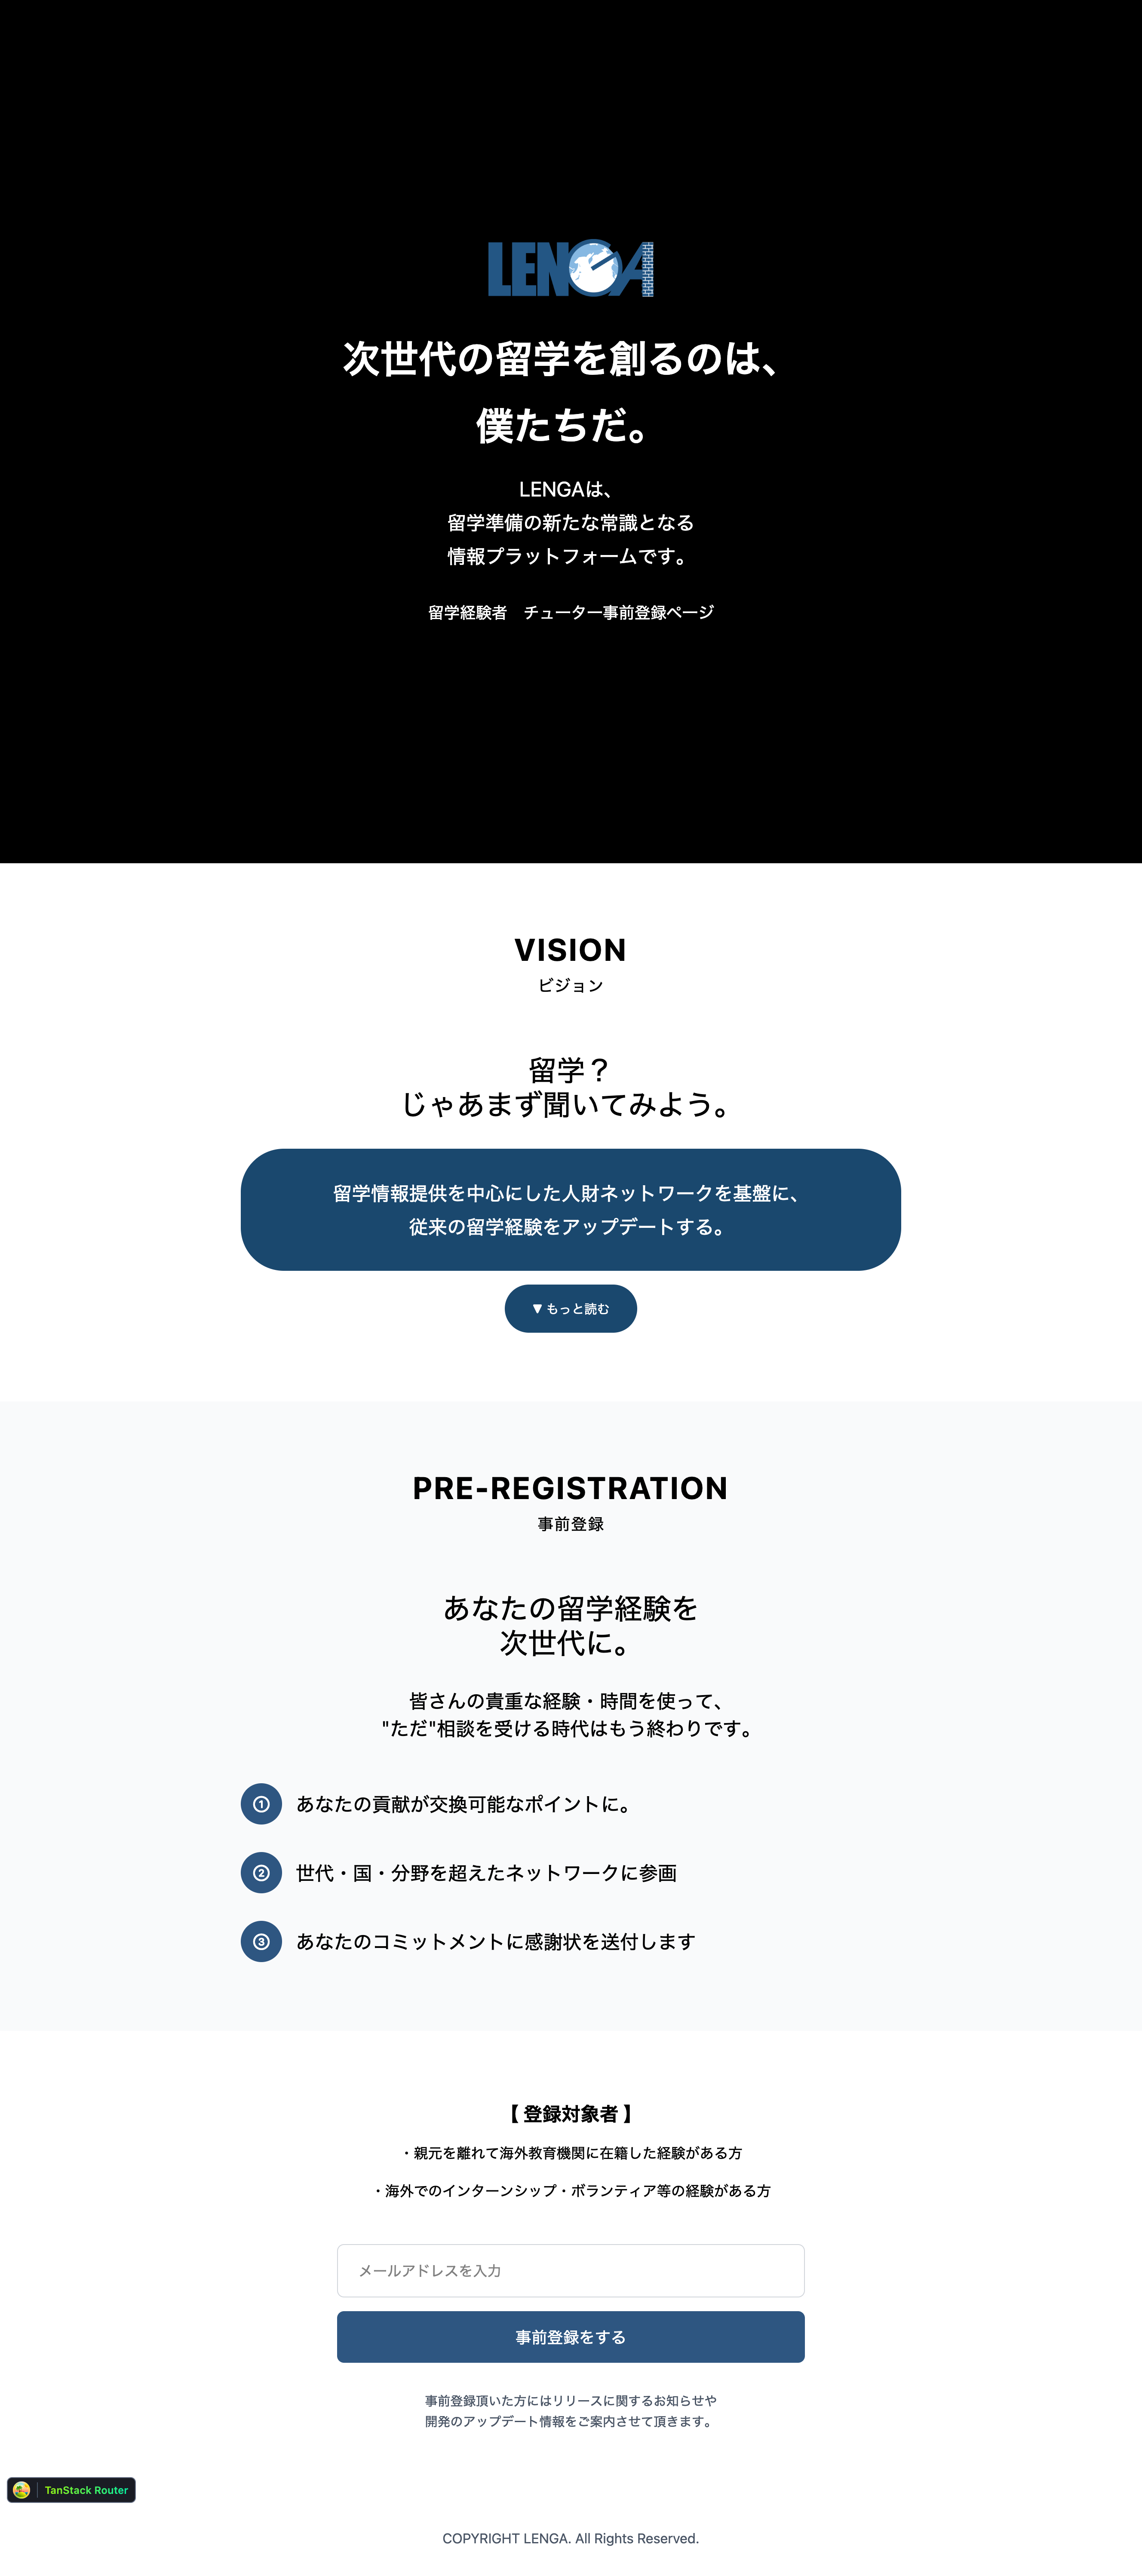 LENGA
次世代の留学を創るのは、
僕たちだ。
LENGAは、
留学準備の新たな常識となる
情報プラットフォームです。
留学経験者　チューター事前登録ページ
VISION
ビジョン
留学？
じゃあまず聞いてみよう。
留学情報提供を中心にした人財ネットワークを基盤に、
従来の留学経験をアップデートする。
▼ もっと読む
PRE-REGISTRATION
事前登録
あなたの留学経験を
次世代に。
皆さんの貴重な経験・時間を使って、
"ただ"相談を受ける時代はもう終わりです。
① あなたの貢献が交換可能なポイントに。
② 世代・国・分野を超えたネットワークに参画
③ あなたのコミットメントに感謝状を送付します
【 登録対象者 】
・親元を離れて海外教育機関に在籍した経験がある方
・海外でのインターンシップ・ボランティア等の経験がある方
メールアドレスを入力
事前登録をする
事前登録頂いた方にはリリースに関するお知らせや
開発のアップデート情報をご案内させて頂きます。
TanStack Router
COPYRIGHT LENGA. All Rights Reserved.